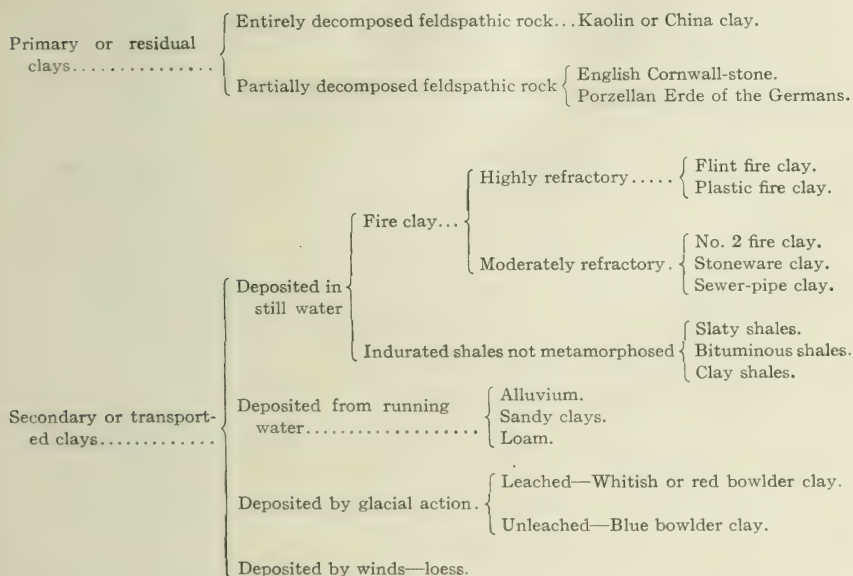 Primary or residual
clays...............
Entirely decomposed feldspathic rock...Kaolin or China clay.
Partially decomposed feldspathic rock
English Cornwall-stone.
Porzellan Erde of the Germans.
Secondary or transport-
ed clays.............
Deposited in
still water
Fire clay...
Highly refractory.....
Flint fire clay.
Plastic fire clay.
Moderately refractory.
No. 2 fire clay.
Stoneware clay.
Sewer-pipe clay.
Indurated shales not metamorphosed
Slaty shales.
Bituminous shales.
Clay shales.
Deposited from running
water...................
Alluvium.
Sandy clays.
Loam.
Deposited by glacial action.
Leached—Whitish or red bowlder clay.
Unleached—Blue bowlder clay.
Deposited by winds—loess.